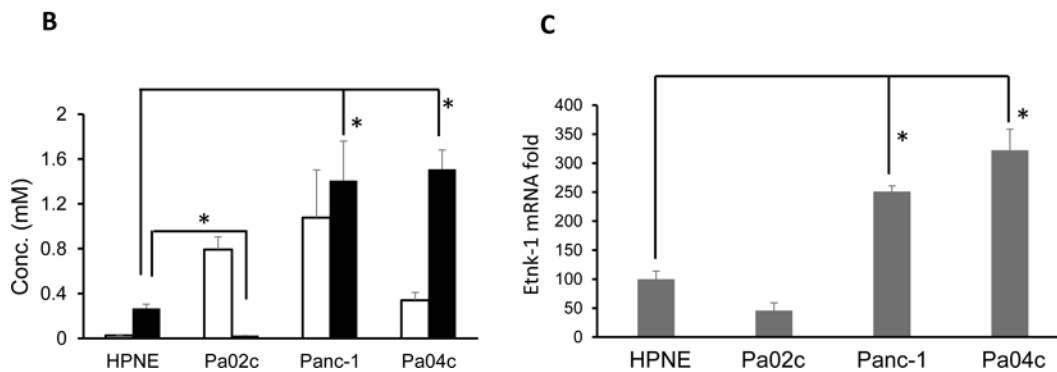 B
Conc. (mM)
2
1.6
1.2
0.8
0.4
0
*
*
*
HPNE
Pa02c
Panc-1
Pa04c
C
Etnk-1 mRNA fold
400
350
300
250
200
150
100
50
0
*
*
HPNE
Pa02c
Panc-1
Pa04c